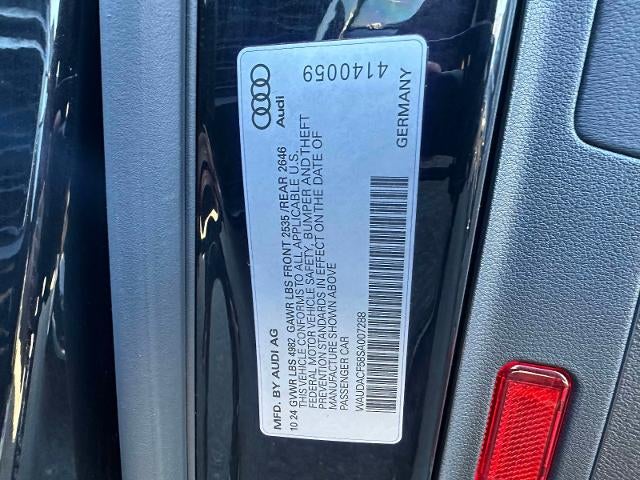 Audi
4140059
MFD. BY AUDI AG
10 24 GVWR LBS 4982 GAWR LBS FRONT 2535 / REAR 2646
THIS VEHICLE CONFORMS TO ALL APPLICABLE U.S.
FEDERAL MOTOR VEHICLE SAFETY, BUMPER AND THEFT
PREVENTION STANDARDS IN EFFECT ON THE DATE OF
MANUFACTURE SHOWN ABOVE
PASSENGER CAR
GERMANY
WAUDACF58SA007288